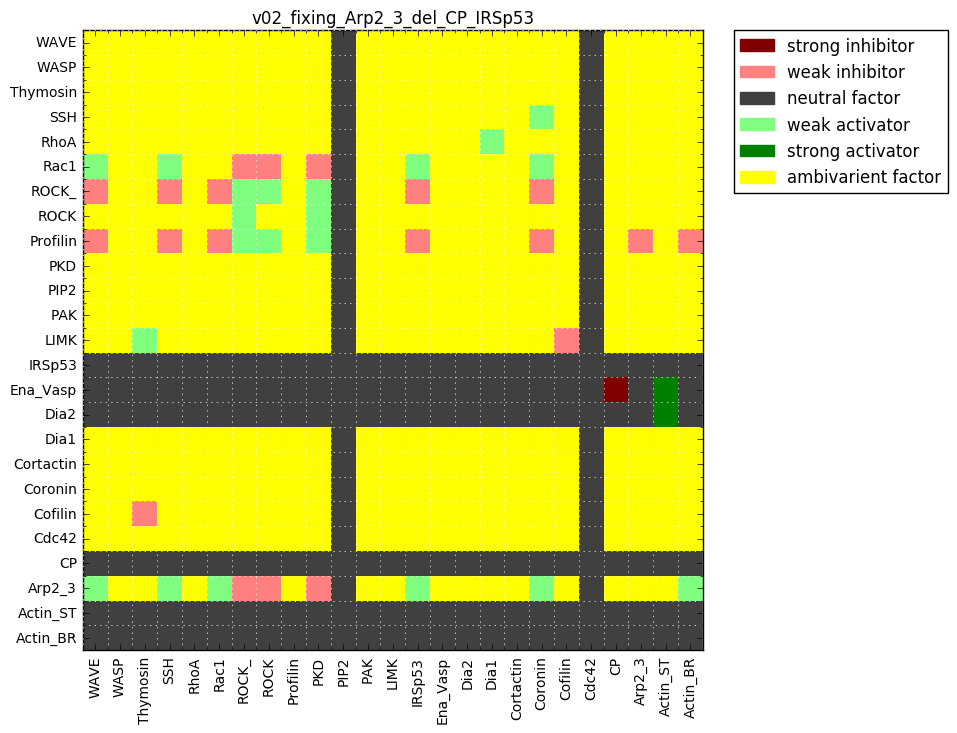 v02_fixing_Arp2_3_del_CP_IRSp53
WAVE
WASP
Thymosin
SSH
RhoA
Rac1
ROCK_
ROCK
Profilin
PKD
PIP2
PAK
LIMK
IRSp53
Ena_Vasp
Dia2
Dia1
Cortactin
Coronin
Cofilin
Cdc42
CP
Arp2_3
Actin_ST
Actin_BR
WAVE
WASP
Thymosin
SSH
RhoA
Rac1
ROCK_
ROCK
Profilin
PKD
PIP2
PAK
LIMK
IRSp53
Ena_Vasp
Dia2
Dia1
Cortactin
Coronin
Cofilin
Cdc42
CP
Arp2_3
Actin_ST
Actin_BR
strong inhibitor
weak inhibitor
neutral factor
weak activator
strong activator
ambivarient factor